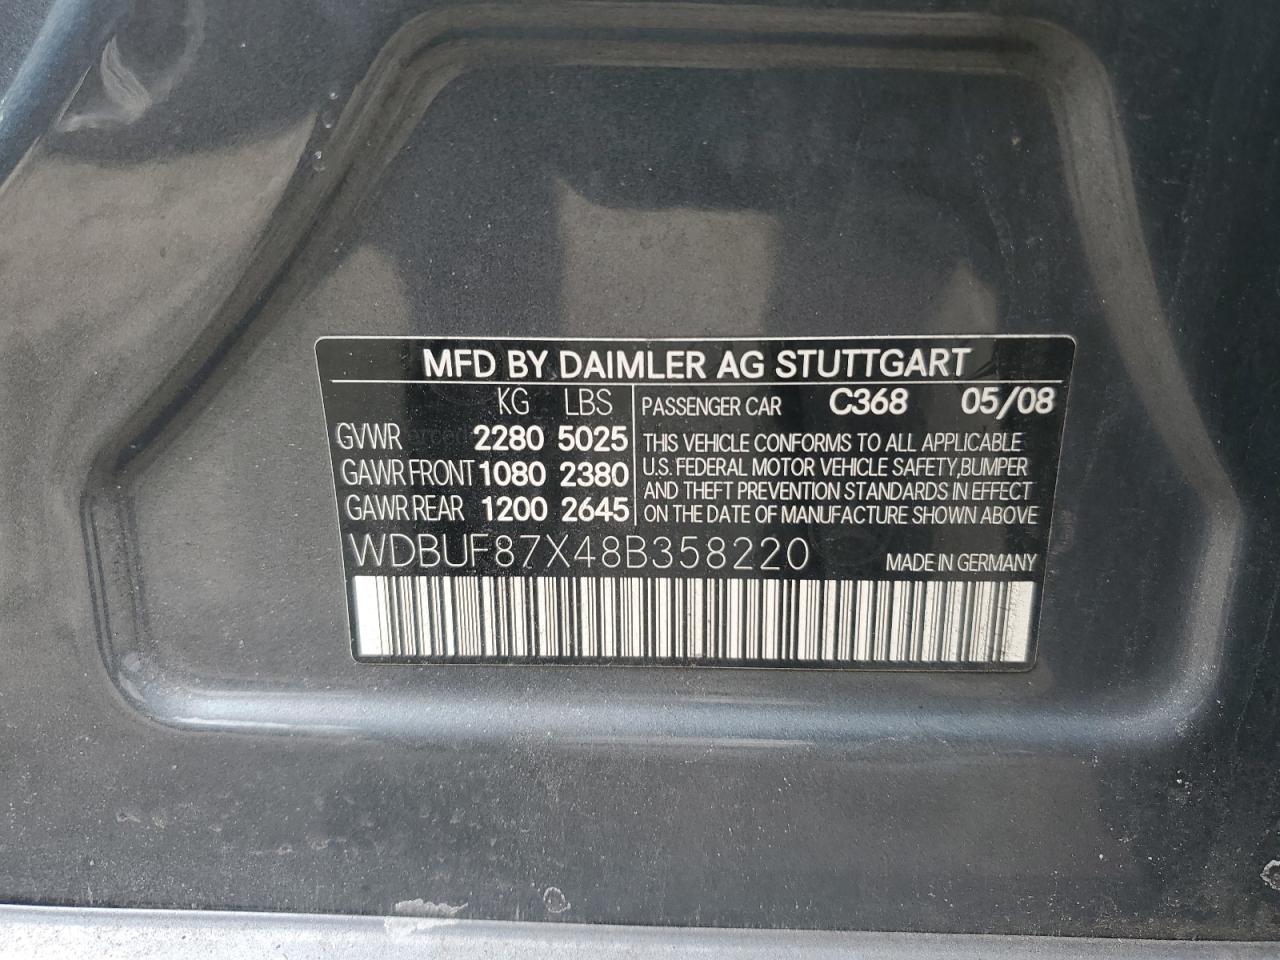 MFD BY DAIMLER AG STUTTGART
KG LBS
GVWR 2280 5025
GAWR FRONT 1080 2380
GAWR REAR 1200 2645
PASSENGER CAR C368 05/08
THIS VEHICLE CONFORMS TO ALL APPLICABLE
U.S. FEDERAL MOTOR VEHICLE SAFETY,BUMPER
AND THEFT PREVENTION STANDARDS IN EFFECT
ON THE DATE OF MANUFACTURE SHOWN ABOVE
WDBUF87X48B358220 MADE IN GERMANY